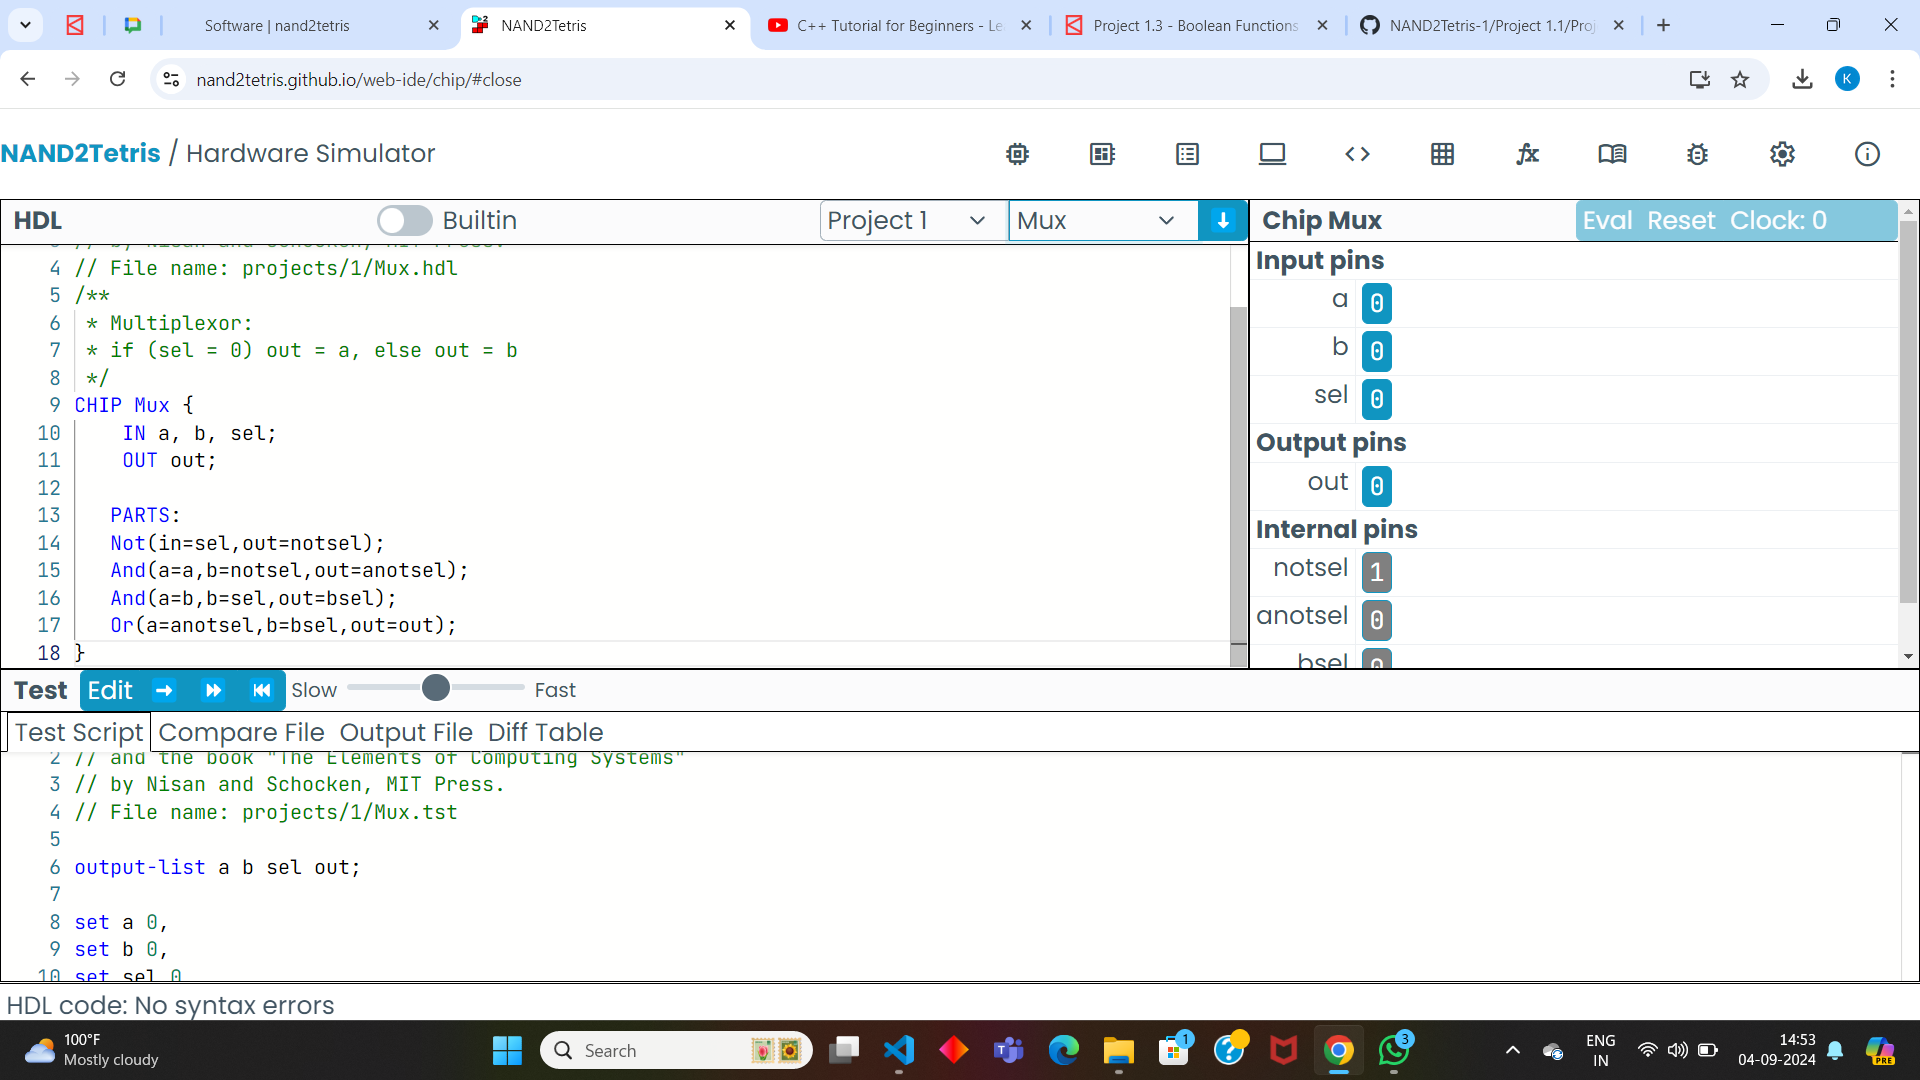 Software | nand2tetris
NAND2Tetris
C++ Tutorial for Beginners - Le
Project 1.3 - Boolean Functions
NAND2Tetris-1/Project 1.1/Proj
nand2tetris.github.io/web-ide/chip/#close
K
NAND2Tetris / Hardware Simulator
HDL
Builtin
Project 1
Mux
Chip Mux
Eval Reset Clock: 0
3 // by Nisan and Schocken, MIT Press.
4 // File name: projects/1/Mux.hdl
5 /**
6 * Multiplexor:
7 * if (sel = 0) out = a, else out = b
8 */
9 CHIP Mux {
10 IN a, b, sel;
11 OUT out;
12
13 PARTS:
14 Not(in=sel,out=notsel);
15 And(a=a,b=notsel,out=anotsel);
16 And(a=b,b=sel,out=bsel);
17 Or(a=anotsel,b=bsel,out=out);
18 }
Input pins
a 0
b 0
sel 0
Output pins
out 0
Internal pins
notsel 1
anotsel 0
bsel 0
Test Edit Slow Fast
Test Script Compare File Output File Diff Table
2 // and the book "The Elements of Computing Systems"
3 // by Nisan and Schocken, MIT Press.
4 // File name: projects/1/Mux.tst
5
6 output-list a b sel out;
7
8 set a 0,
9 set b 0,
10 set sel 0
HDL code: No syntax errors
100°F
Mostly cloudy
Search
1
3
ENG
IN
14:53
04-09-2024
PRE